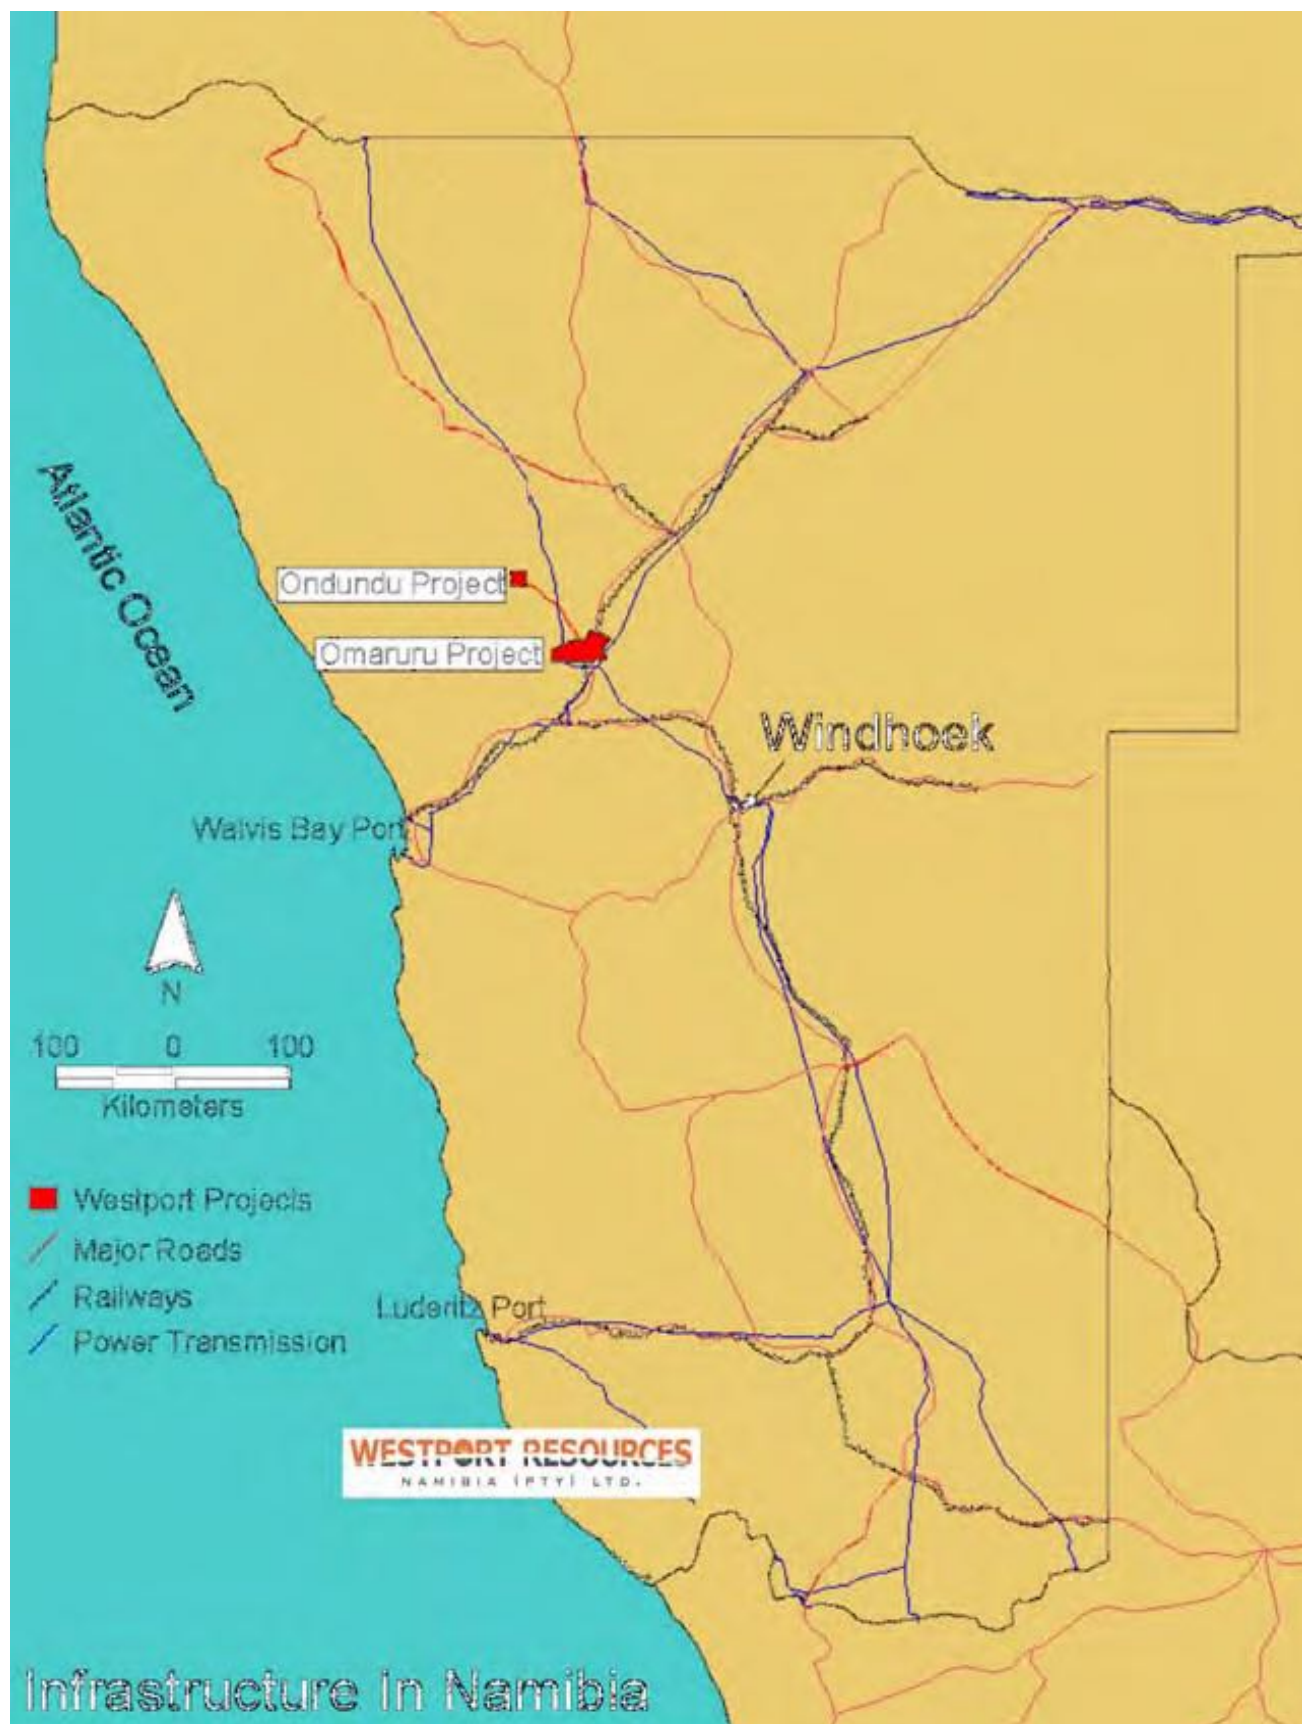 Atlantic Ocean
Ondundu Project
Omaruru Project
Windhoek
Walvis Bay Port
N
100 0 100
Kilometers
Westport Projects
Major Roads
Railways
Power Transmission
Luderitz Port
WESTPORT RESOURCES
NAMIBIA (PTY) LTD.
Infrastructure In Namibia